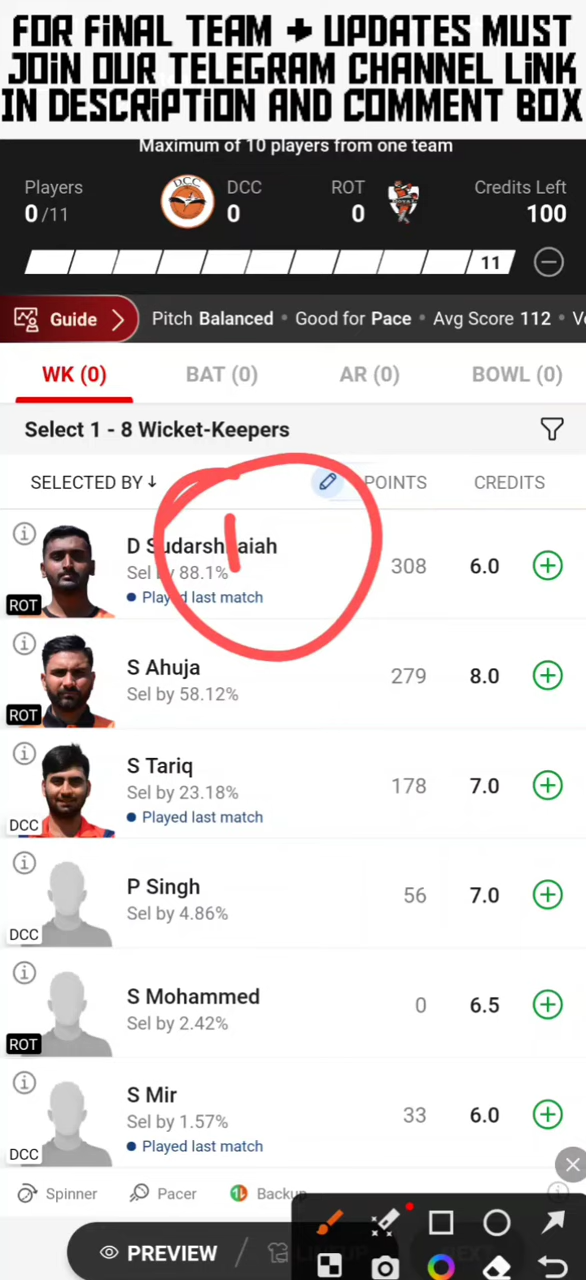 FOR FINAL TEAM + UPDATES MUST
JOIN OUR TELEGRAM CHANNEL LINK
IN DESCRIPTION AND COMMENT BOX
Maximum of 10 players from one team
Players DCC ROT Credits Left
0/11 DCC 0 0 100
11
Guide Pitch Balanced • Good for Pace • Avg Score 112 •
WK (0) BAT (0) AR (0) BOWL (0)
Select 1 - 8 Wicket-Keepers
SELECTED BY↓ POINTS CREDITS
D Sudarshhaiah
Sel by 88.1% 308 6.0
ROT Played last match
S Ahuja
Sel by 58.12% 279 8.0
ROT
S Tariq
Sel by 23.18% 178 7.0
DCC Played last match
P Singh
Sel by 4.86% 56 7.0
DCC
S Mohammed
Sel by 2.42% 0 6.5
ROT
S Mir
Sel by 1.57% 33 6.0
DCC Played last match
Spinner Pacer Backup
PREVIEW